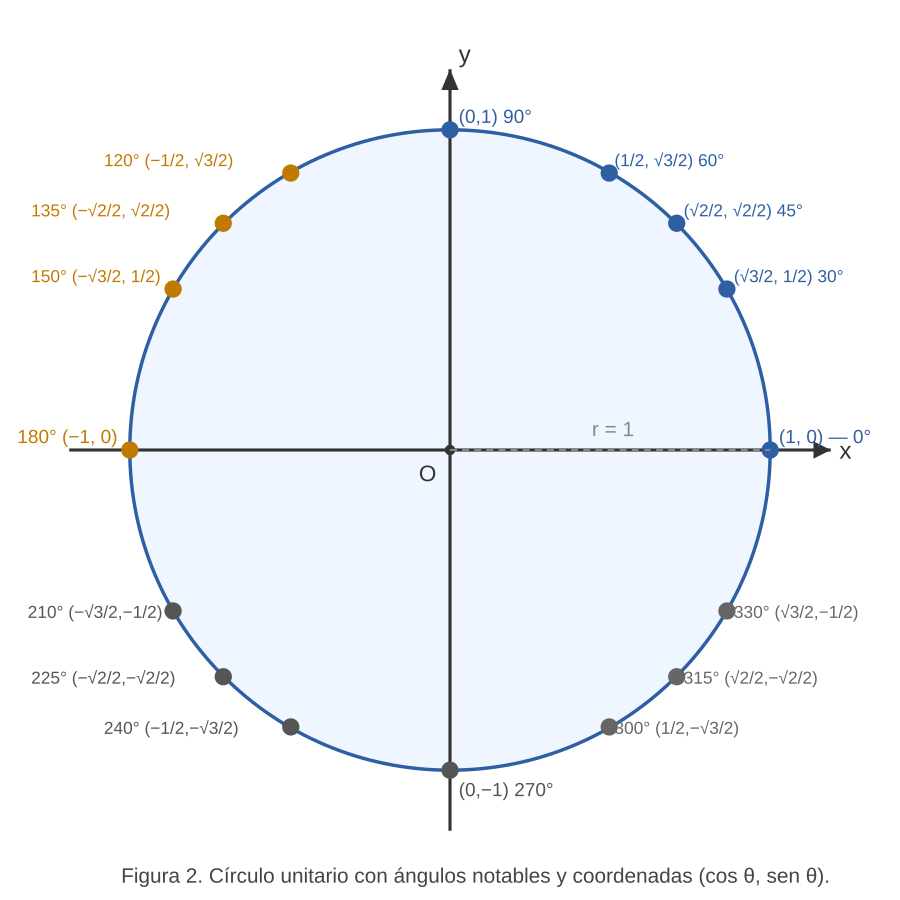 y
(0,1) 90°
120° (−1/2, √3/2)
(1/2, √3/2) 60°
135° (−√2/2, √2/2)
(√2/2, √2/2) 45°
150° (−√3/2, 1/2)
(√3/2, 1/2) 30°
180° (−1, 0)
r = 1
(1, 0) — 0°
x
O
210° (−√3/2,−1/2)
330° (√3/2,−1/2)
225° (−√2/2,−√2/2)
315° (√2/2,−√2/2)
240° (−1/2,−√3/2)
300° (1/2,−√3/2)
(0,−1) 270°
Figura 2. Círculo unitario con ángulos notables y coordenadas (cos θ, sen θ).